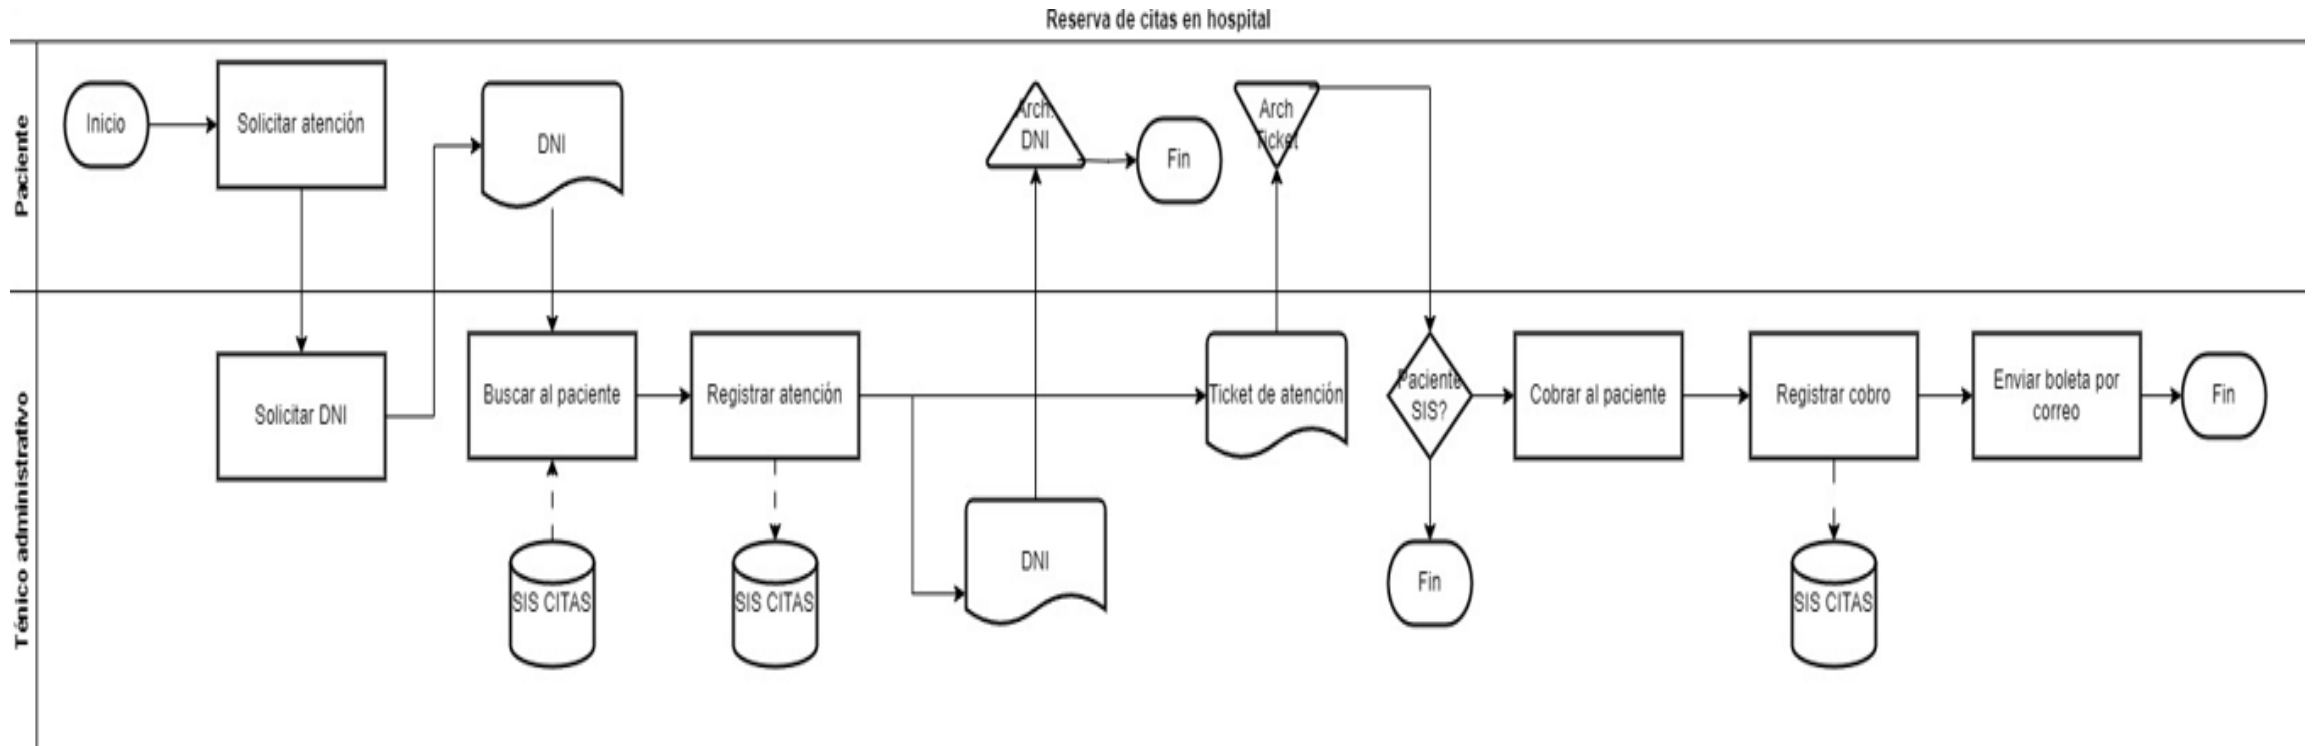 Reserva de citas en hospital
Paciente
Inicio
Solicitar atención
DNI
Arch.
DNI
Fin
Arch
Ticket
Ténico administrativo
Solicitar DNI
Buscar al paciente
Registrar atención
Ticket de atención
Paciente
SIS?
Cobrar al paciente
Registrar cobro
Enviar boleta por
correo
Fin
DNI
Fin
SIS CITAS
SIS CITAS
SIS CITAS